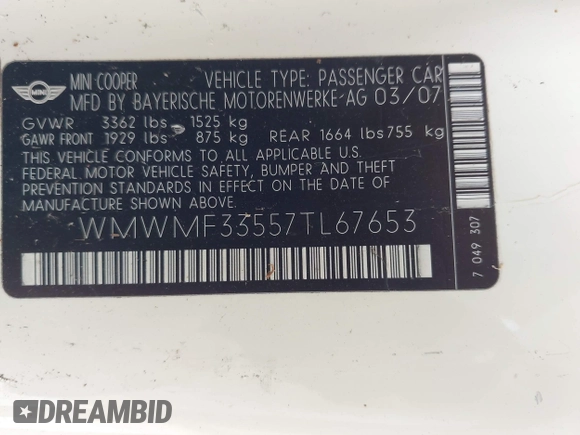 MINI
MINI COOPER VEHICLE TYPE: PASSENGER CAR
MFD BY BAYERISCHE MOTORENWERKE-AG 03/07
GVWR 3362 lbs 1525 kg
GAWR FRONT 1929 lbs 875 kg REAR 1664 lbs 755 kg
THIS VEHICLE CONFORMS TO ALL APPLICABLE U.S.
FEDERAL MOTOR VEHICLE SAFETY, BUMPER AND THEFT
PREVENTION STANDARDS IN EFFECT ON THE DATE OF
MANUFACTURE SHOWN ABOVE.
WMWMF33557TL67653
7 049 307
DREAMBID